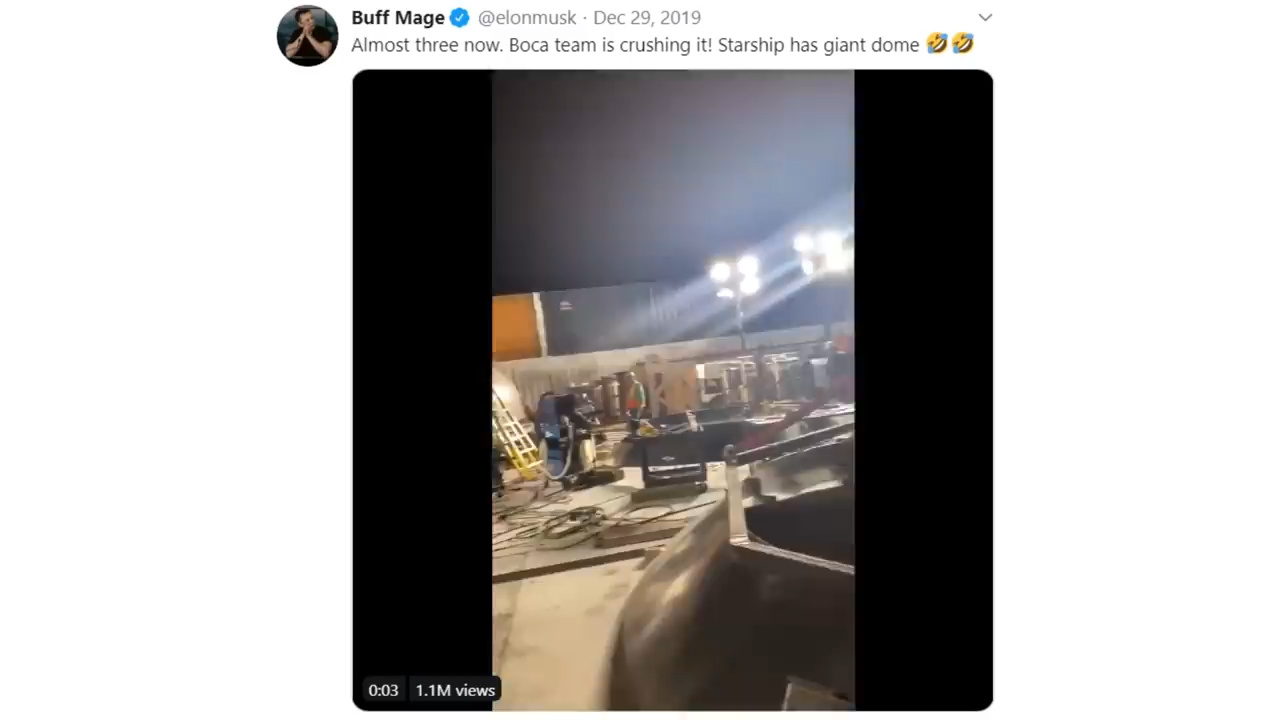 Buff Mage @elonmusk · Dec 29, 2019
Almost three now. Boca team is crushing it! Starship has giant dome 🤣🤣
0:03 1.1M views